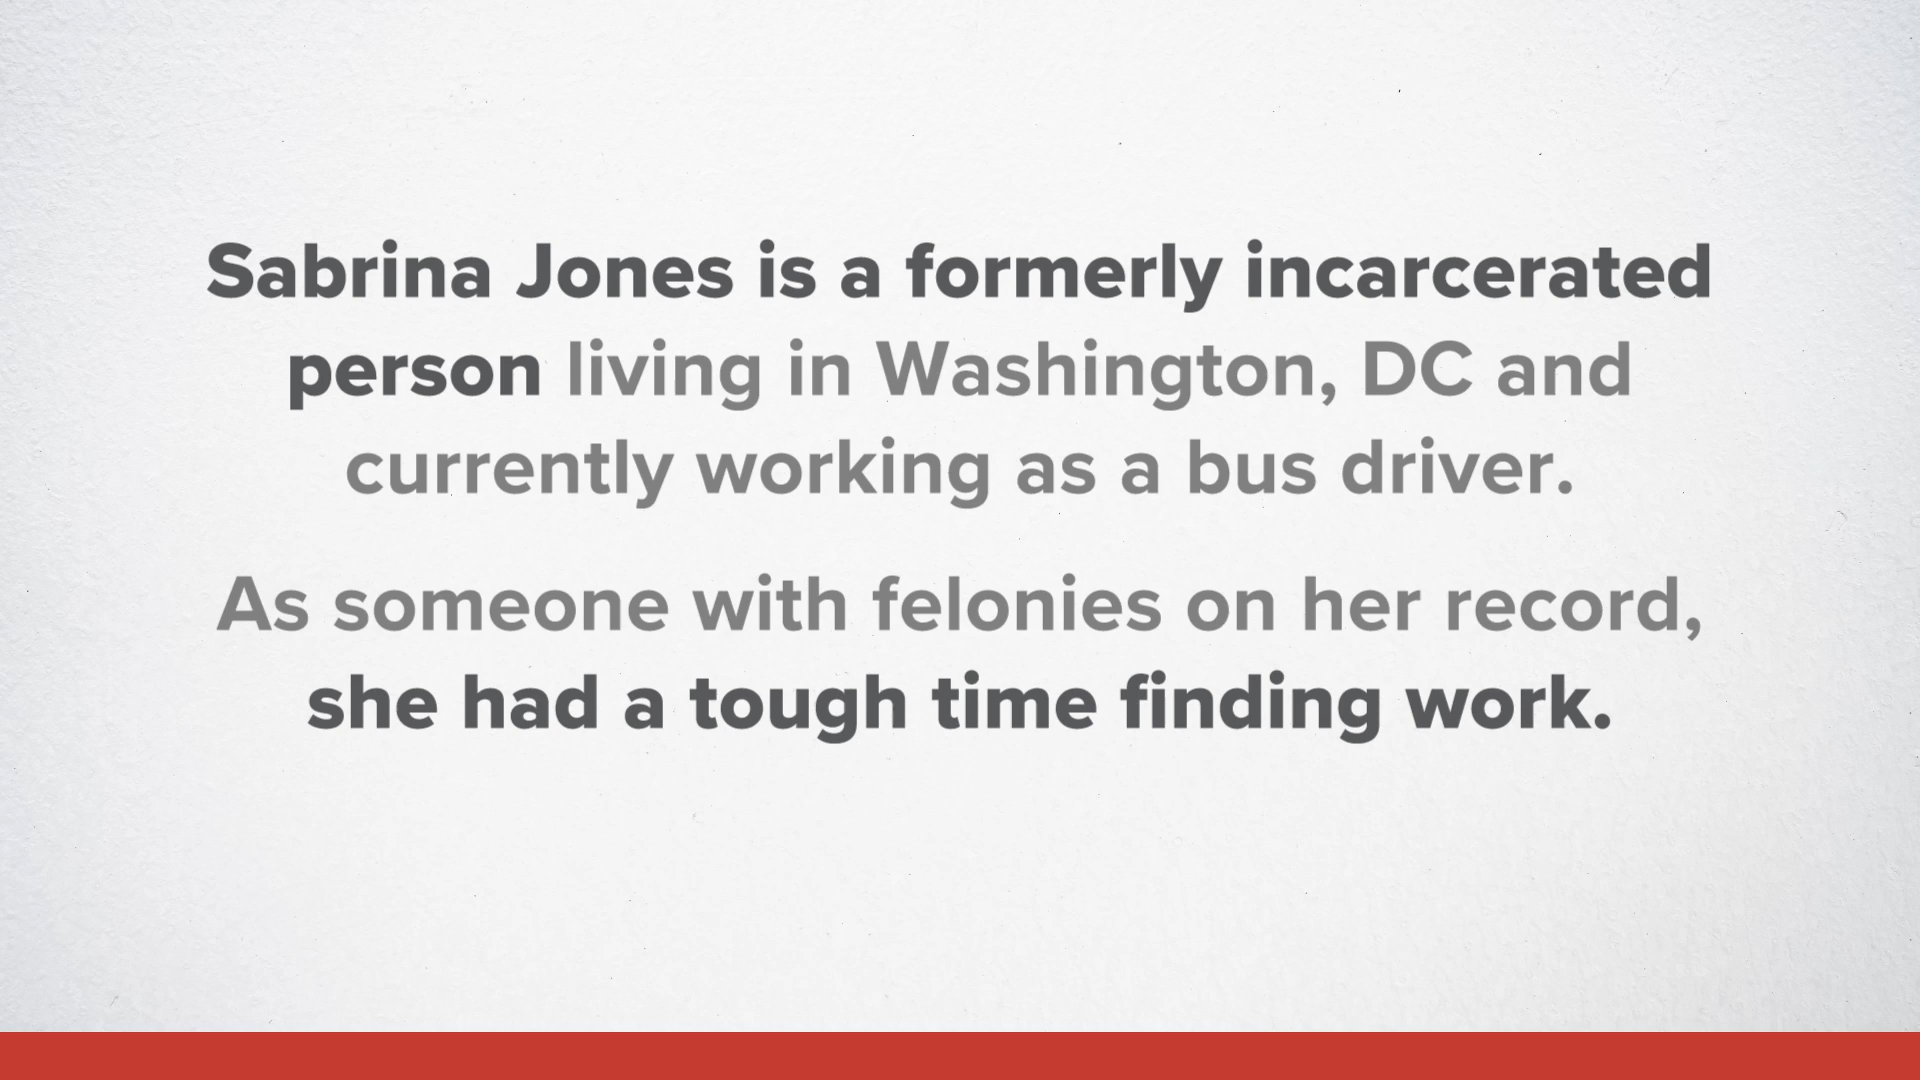 Sabrina Jones is a formerly incarcerated
person living in Washington, DC and
currently working as a bus driver.
As someone with felonies on her record,
she had a tough time finding work.